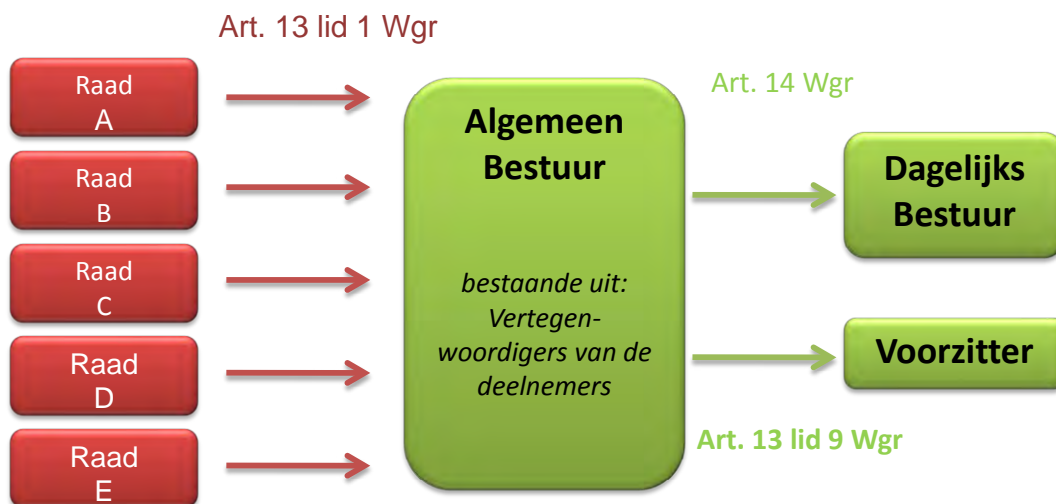 Art. 13 lid 1 Wgr
Raad
A
Raad
B
Raad
C
Raad
D
Raad
E
Algemeen
Bestuur
bestaande uit:
Vertegen-
woordigers van de
deelnemers
Art. 14 Wgr
Dagelijks
Bestuur
Voorzitter
Art. 13 lid 9 Wgr